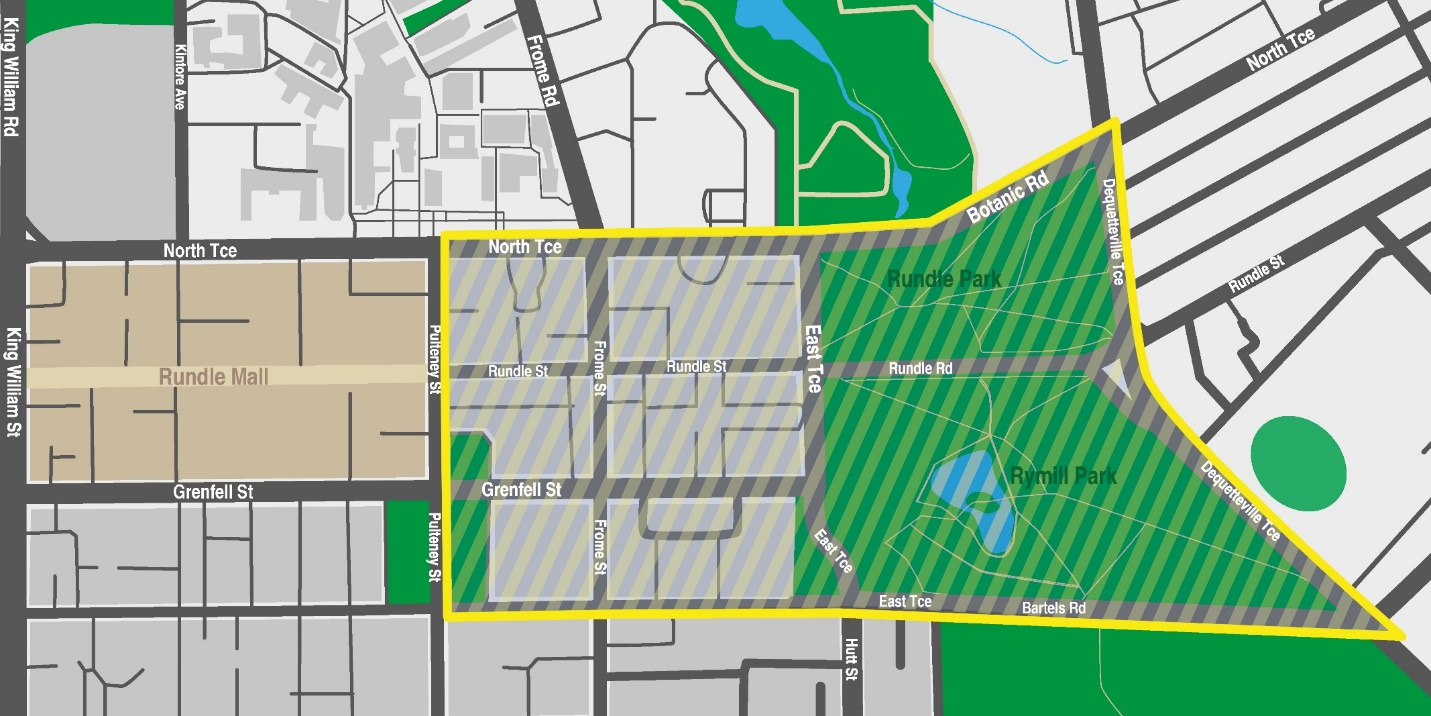 King William Rd
Kintore Ave
Frome Rd
North Tce
Botanic Rd
Dequetteville Tce
North Tce
North Tce
Rundle Park
Rundle St
King William St
Rundle Mall
Pulteney St
Rundle St
Frome St
Rundle St
East Tce
Rundle Rd
Rymill Park
Grenfell St
Grenfell St
Dequetteville Tce
Pulteney St
Frome St
East Tce
East Tce
Bartels Rd
Hutt St